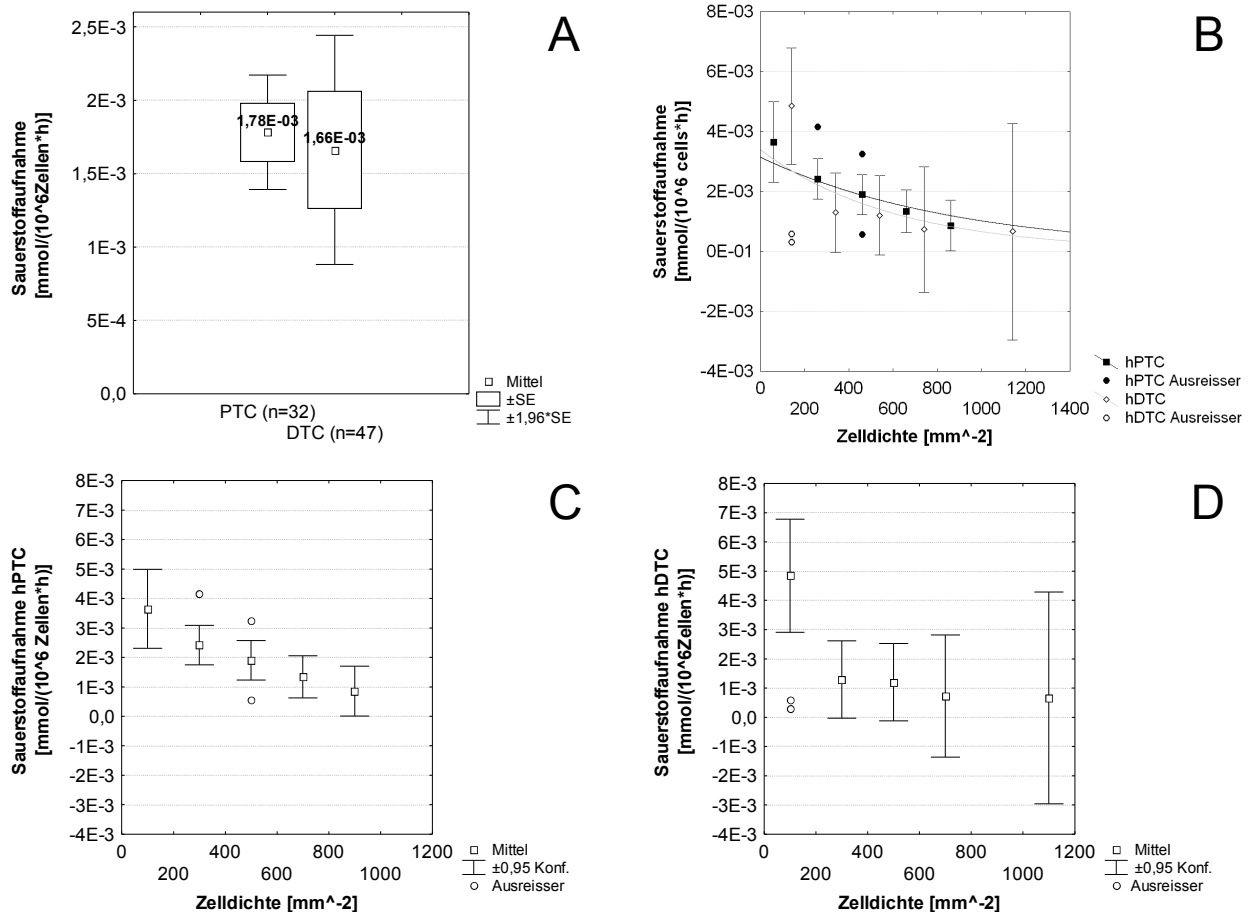 A
Sauerstoffaufnahme
[mmol/(10^6Zellen*h)]
2,5E-3
2E-3
1,5E-3
1E-3
5E-4
0,0
1,78E-03
1,66E-03
PTC (n=32)
DTC (n=47)
Mittel
±SE
±1,96*SE
B
Sauerstoffaufnahme
[mmol/(10^6 cells*h)]
8E-03
6E-03
4E-03
2E-03
0E-01
-2E-03
-4E-03
0 400 800 1200
200 600 1000 1400
Zelldichte [mm^-2]
hPTC
hPTC Ausreisser
hDTC
hDTC Ausreisser
C
Sauerstoffaufnahme hPTC
[mmol/(10^6 Zellen*h)]
8E-3
7E-3
6E-3
5E-3
4E-3
3E-3
2E-3
1E-3
0,0
-1E-3
-2E-3
-3E-3
-4E-3
0 400 800 1200
200 600 1000
Zelldichte [mm^-2]
Mittel
±0,95 Konf.
Ausreisser
D
Sauerstoffaufnahme hDTC
[mmol/(10^6Zellen*h)]
8E-3
7E-3
6E-3
5E-3
4E-3
3E-3
2E-3
1E-3
0,0
-1E-3
-2E-3
-3E-3
-4E-3
0 400 800 1200
200 600 1000
Zelldichte [mm^-2]
Mittel
±0,95 Konf.
Ausreisser